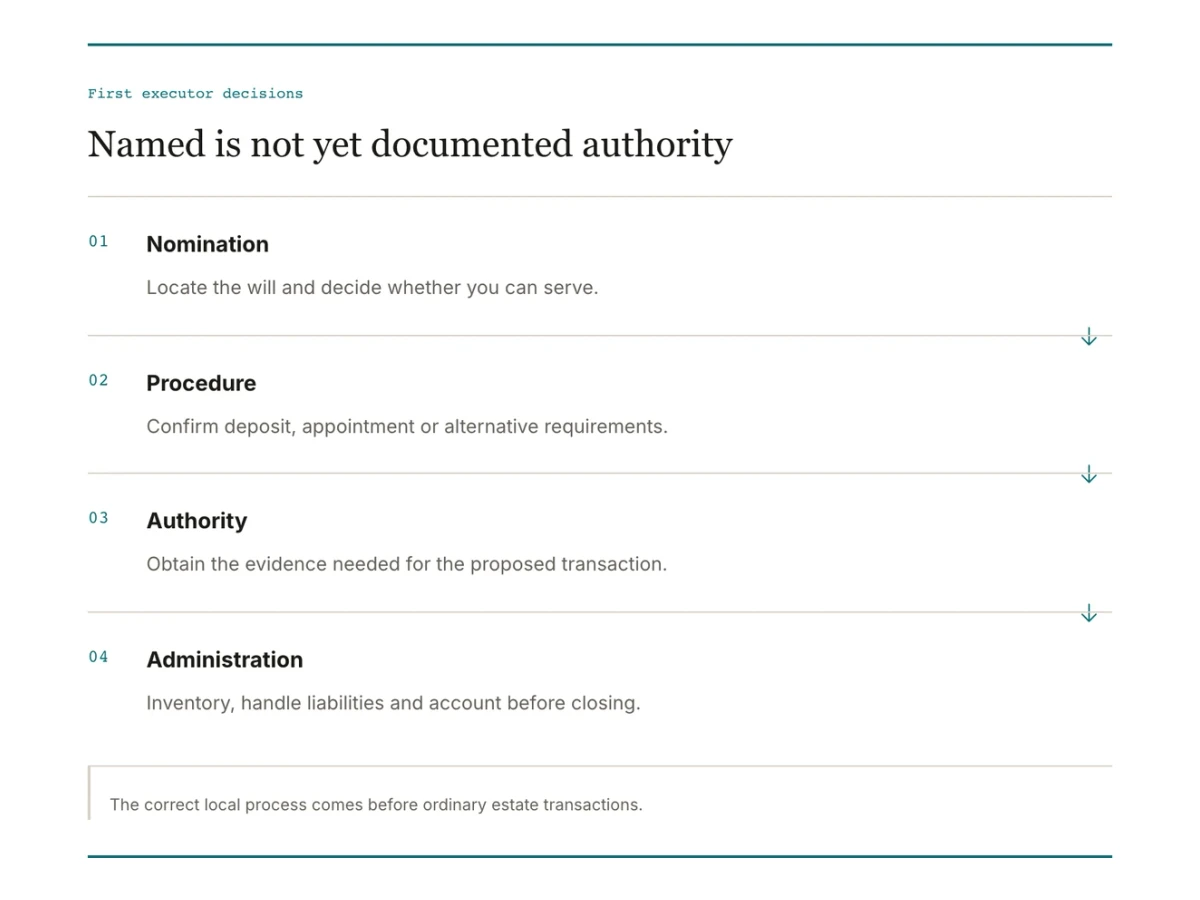 First executor decisions
Named is not yet documented authority
01
Nomination
Locate the will and decide whether you can serve.
02
Procedure
Confirm deposit, appointment or alternative requirements.
03
Authority
Obtain the evidence needed for the proposed transaction.
04
Administration
Inventory, handle liabilities and account before closing.
The correct local process comes before ordinary estate transactions.